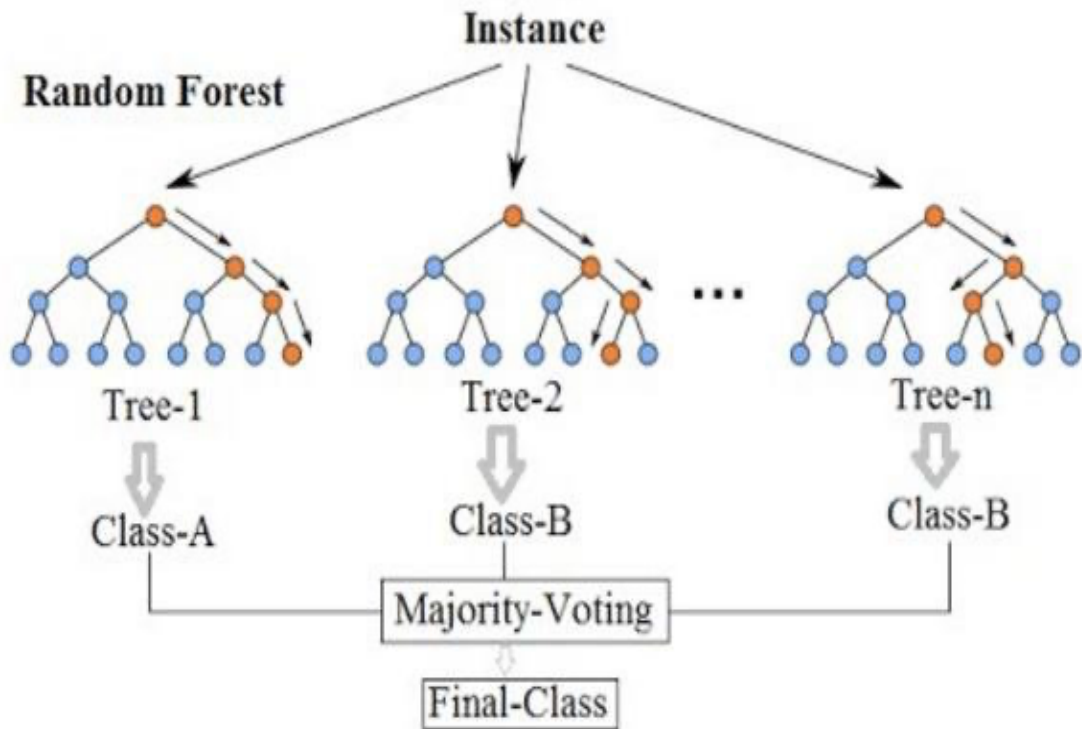 Instance
Random Forest
...
Tree-1
Tree-2
Tree-n
Class-A
Class-B
Class-B
Majority-Voting
Final-Class